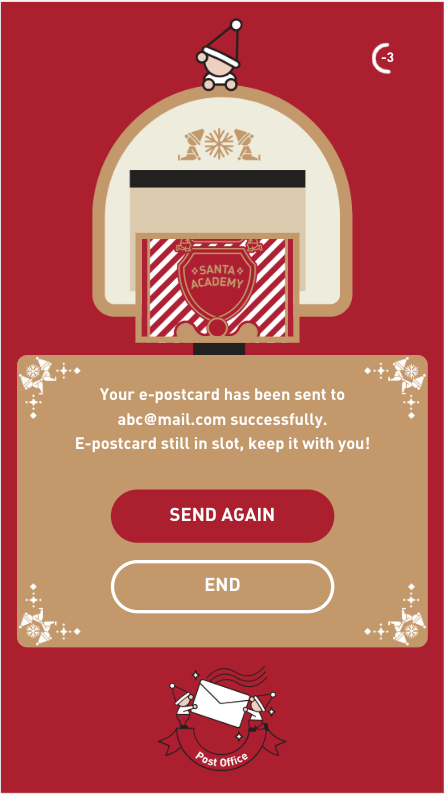 -3
SANTA
ACADEMY
Your e-postcard has been sent to
abc@mail.com successfully.
E-postcard still in slot, keep it with you!
SEND AGAIN
END
Post Office